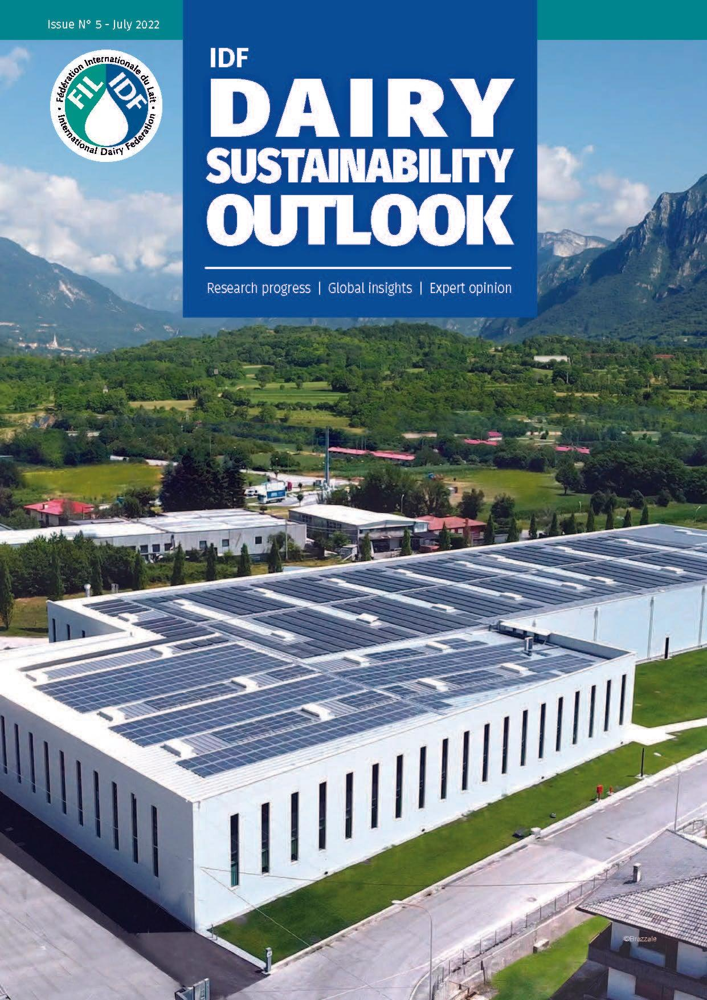 Issue N° 5 - July 2022
Fédération Internationale du Lait
FIL IDF
International Dairy Federation
IDF
DAIRY
SUSTAINABILITY
OUTLOOK
Research progress | Global insights | Expert opinion
©Brazzale